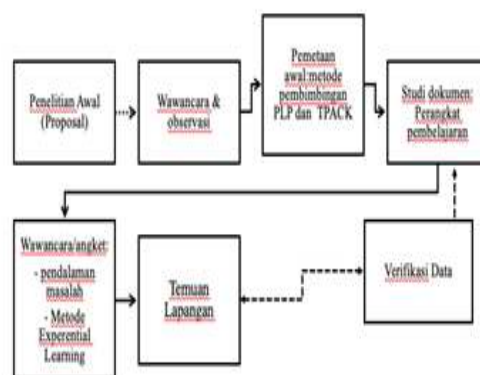 Penelitian Awal
(Proposal)
Wawancara &
observasi
Pemetaan
awal:metode
pembimbingan
PLP dan TPACK
Studi dokumen:
Perangkat
pembelajaran
Wawancara/angket:
- pendalaman
masalah
- Metode
Experential
Learning
Temuan
Lapangan
Verifikasi Data